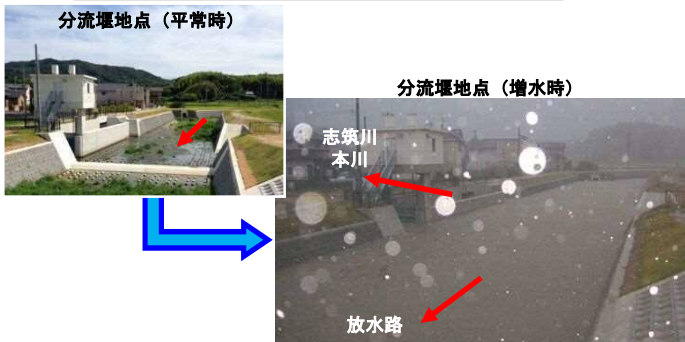 分流堰地点（平常時）
分流堰地点（増水時）
志筑川
本川
放水路